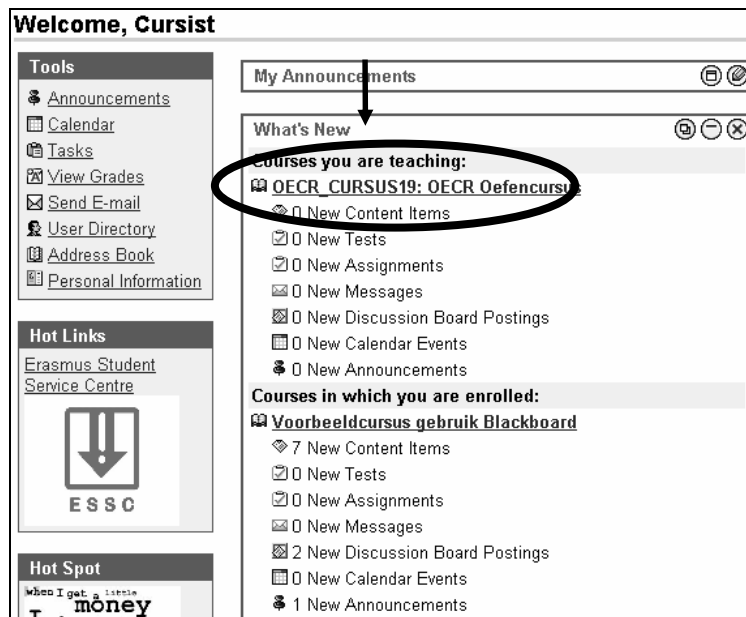 Welcome, Cursist
Tools
Announcements
Calendar
Tasks
View Grades
Send E-mail
User Directory
Address Book
Personal Information
Hot Links
Erasmus Student
Service Centre
ESSC
Hot Spot
when I get a little
money
My Announcements
What's New
Courses you are teaching:
OECR_CURSUS19: OECR Oefencursus
0 New Content Items
0 New Tests
0 New Assignments
0 New Messages
0 New Discussion Board Postings
0 New Calendar Events
0 New Announcements
Courses in which you are enrolled:
Voorbeeldcursus gebruik Blackboard
7 New Content Items
0 New Tests
0 New Assignments
0 New Messages
2 New Discussion Board Postings
0 New Calendar Events
1 New Announcements